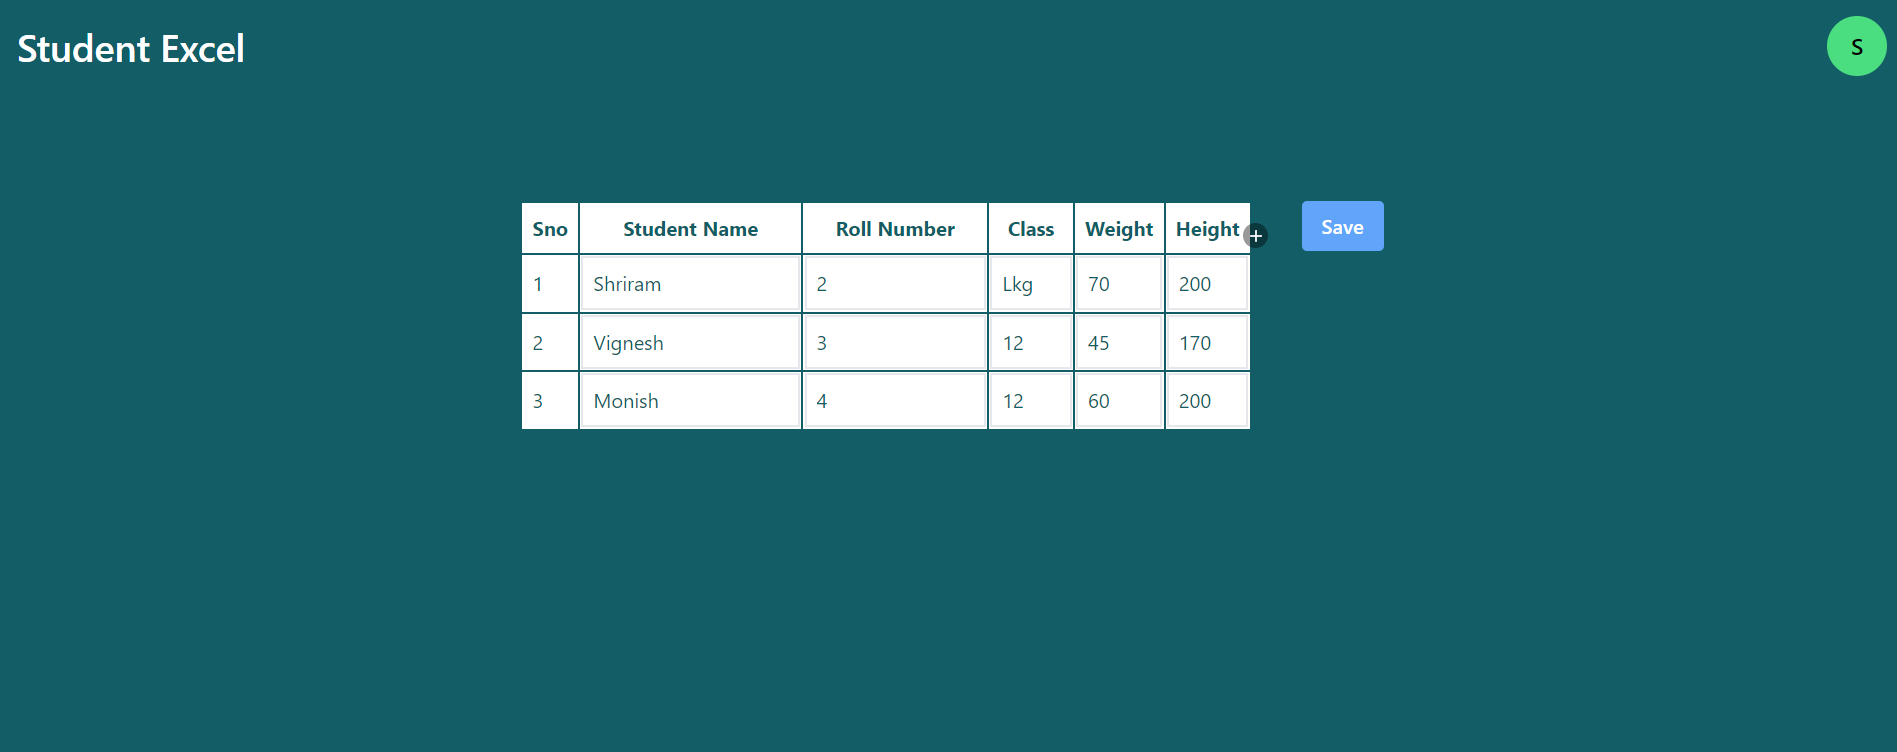 Student Excel
S
Sno Student Name Roll Number Class Weight Height + Save
1 Shriram 2 Lkg 70 200
2 Vignesh 3 12 45 170
3 Monish 4 12 60 200